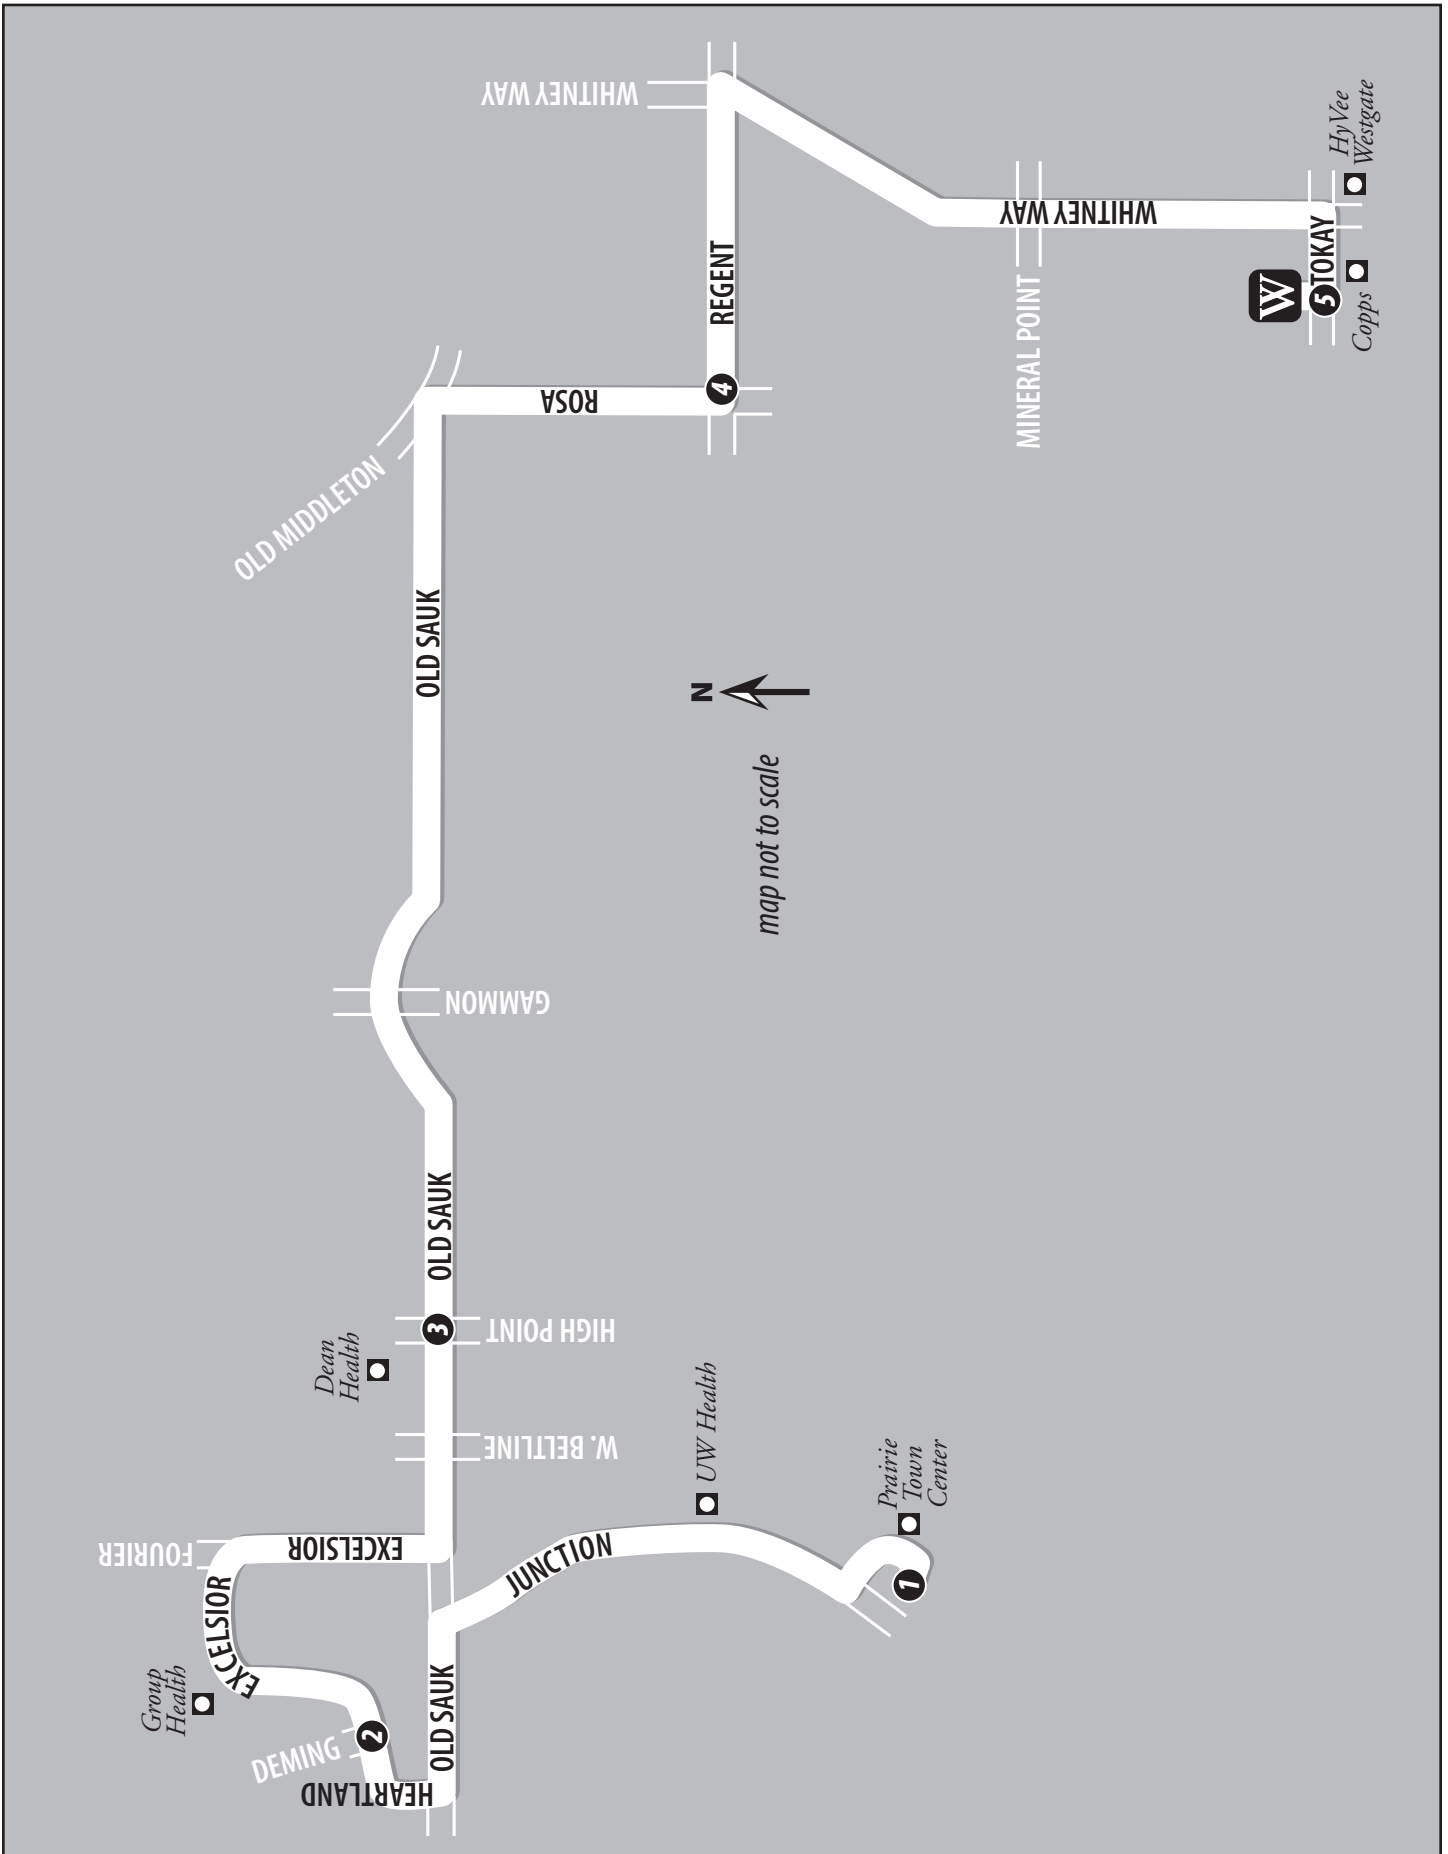 WHITNEY WAY
HyVee
Westgate
WHITNEY WAY
TOKAY
W
5
Copps
MINERAL POINT
REGENT
4
ROSA
OLD MIDDLETON
OLD SAUK
N
map not to scale
GAMMON
OLD SAUK
3
HIGH POINT
Dean
Health
W. BELTLINE
UW Health
Prairie
Town
Center
1
JUNCTION
EXCELSIOR
FOURIER
EXCELSIOR
Group
Health
DEMING
2
OLD SAUK
HEARTLAND